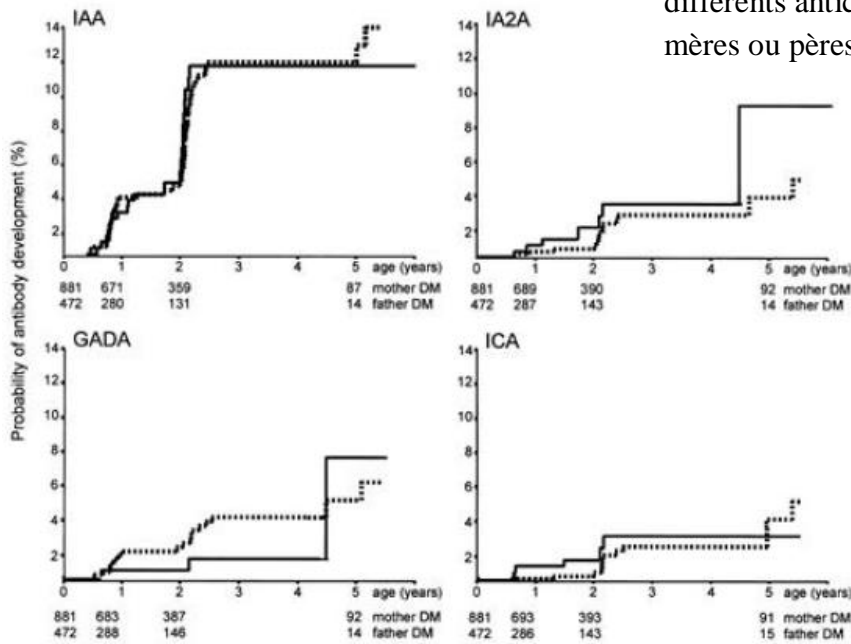 différents
mères ou pères
IAA
14
12
10
8
6
4
2
0 1 2 3 4 5 age (years)
881 671 359 87 mother DM
472 280 131 14 father DM
IA2A
14
12
10
8
6
4
2
0 1 2 3 4 5 age (years)
881 689 390 92 mother DM
472 287 143 14 father DM
Probability of antibody development (%)
GADA
14
12
10
8
6
4
2
0 1 2 3 4 5 age (years)
881 683 387 92 mother DM
472 288 146 14 father DM
ICA
14
12
10
8
6
4
2
0 1 2 3 4 5 age (years)
881 693 393 91 mother DM
472 286 143 15 father DM